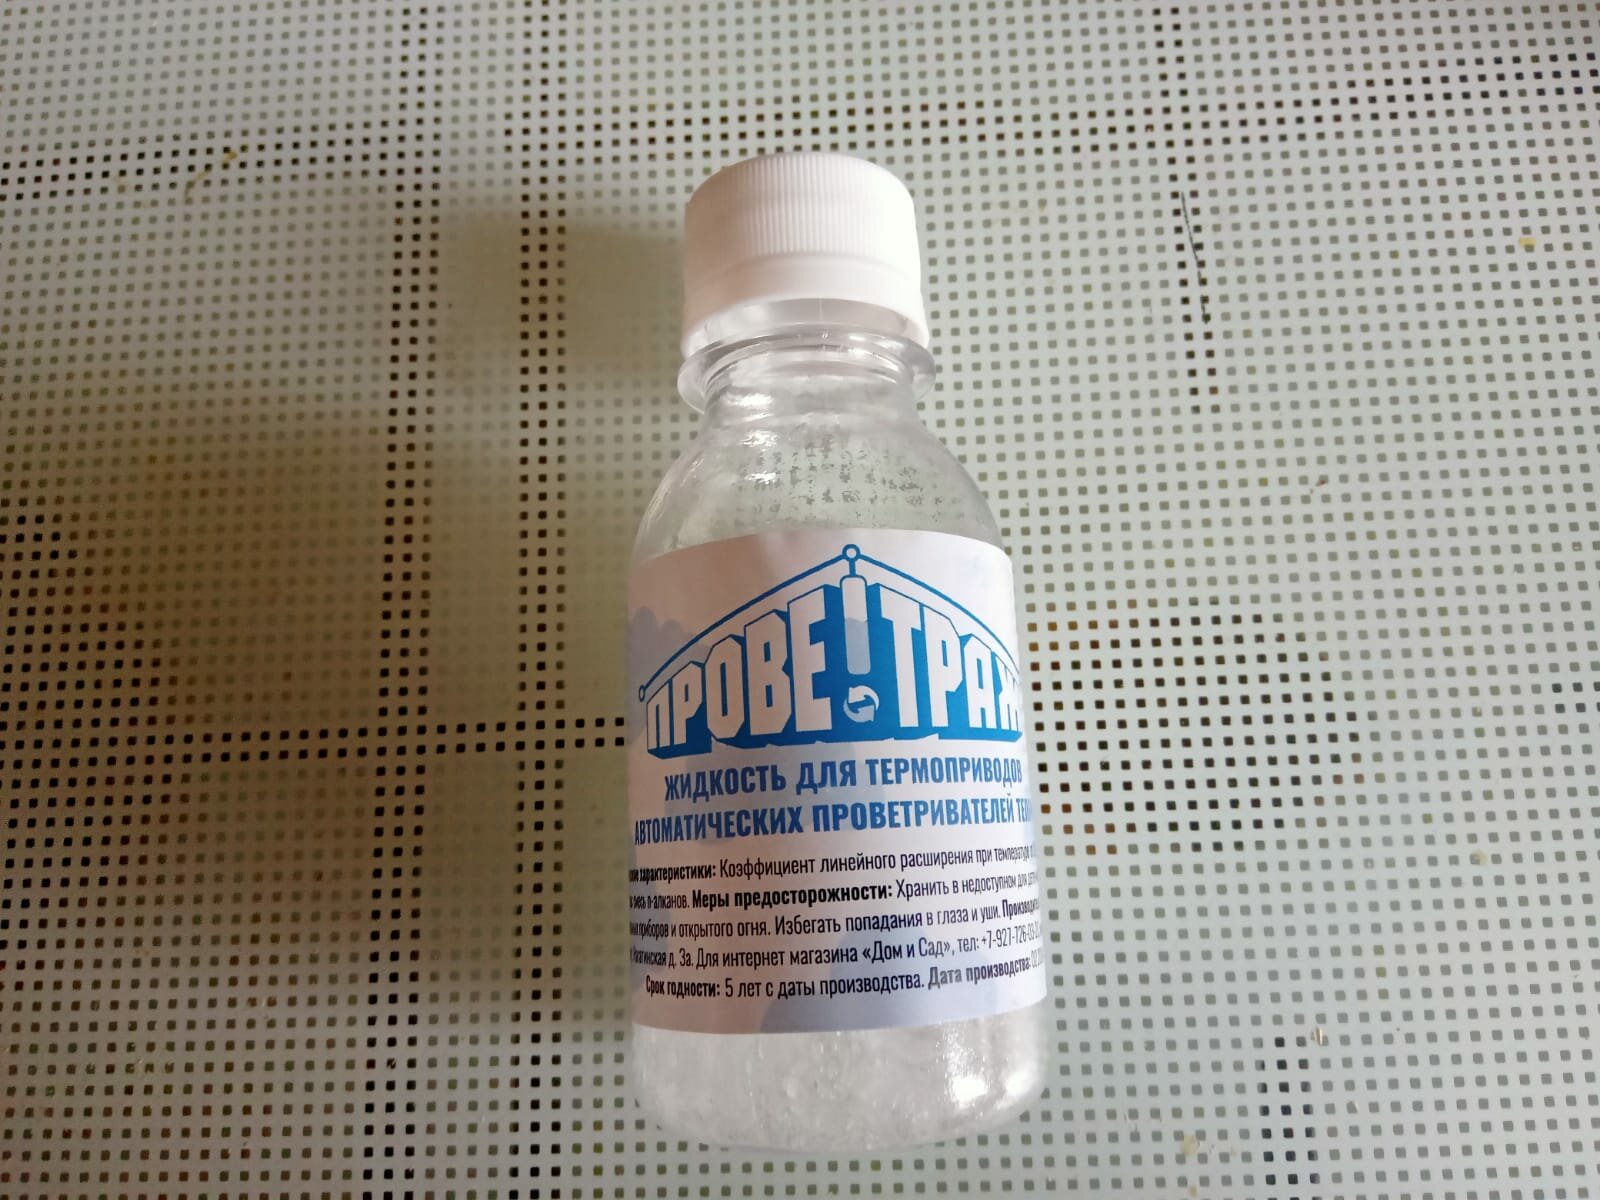 ПРОВЕТРАЖ
ЖИДКОСТЬ ДЛЯ ТЕРМОПРИВОДОВ
АВТОМАТИЧЕСКИХ ПРОВЕТРИВАТЕЛЕЙ
характеристики: Коэффициент линейного расширения при температуре
смесь n-алканов. Меры предосторожности: Хранить в недоступном для
приборов и открытого огня. Избегать попадания в глаза и уши.
д. 3а. Для интернет магазина «Дом и Сад», тел: +7-927-726-03-
Срок годности: 5 лет с даты производства. Дата производства: